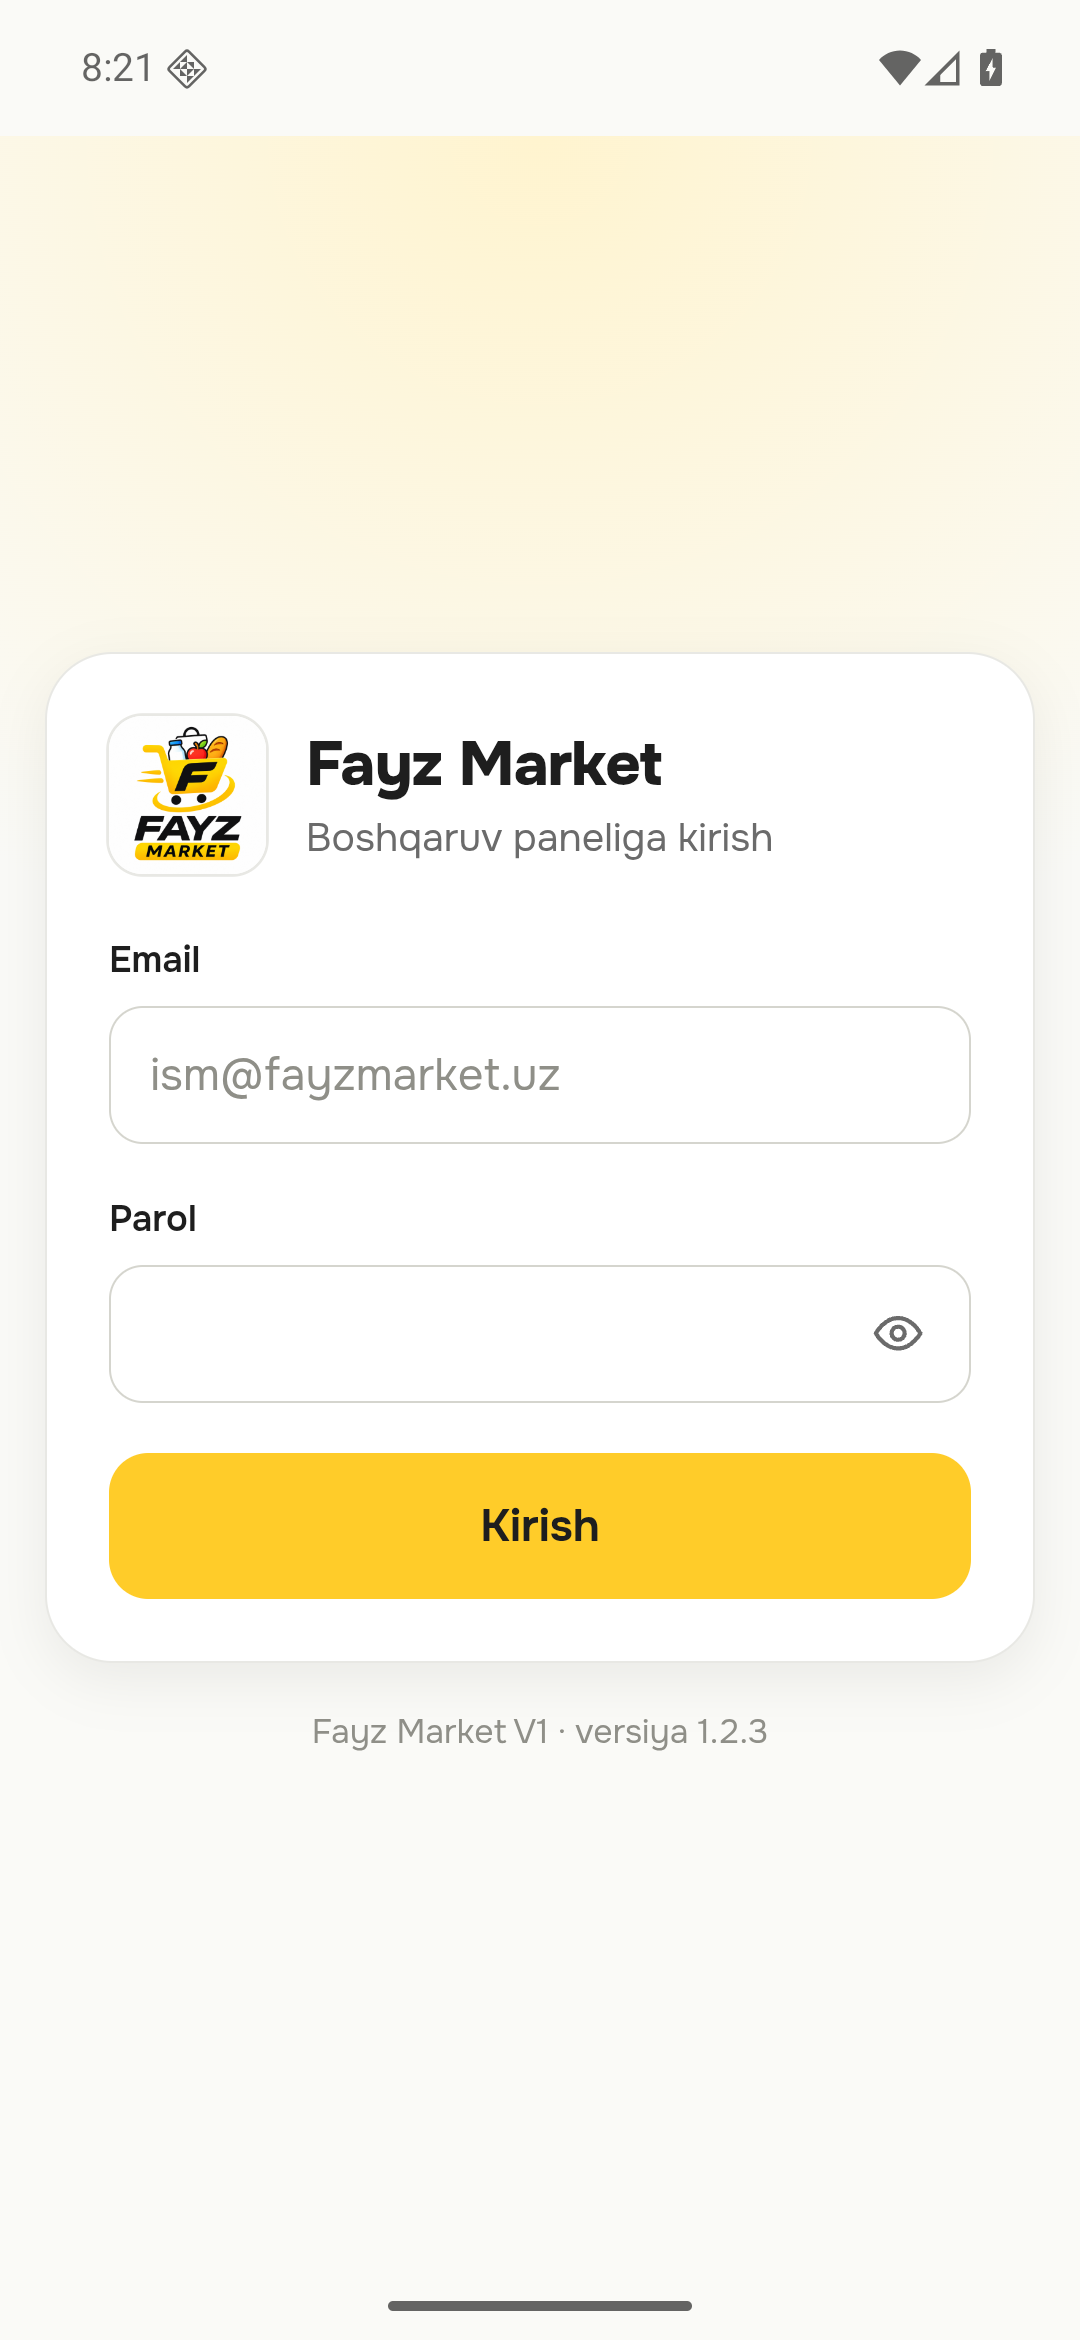 8:21
F
FAYZ
MARKET
Fayz Market
Boshqaruv paneliga kirish
Email
ism@fayzmarket.uz
Parol
Kirish
Fayz Market V1 · versiya 1.2.3